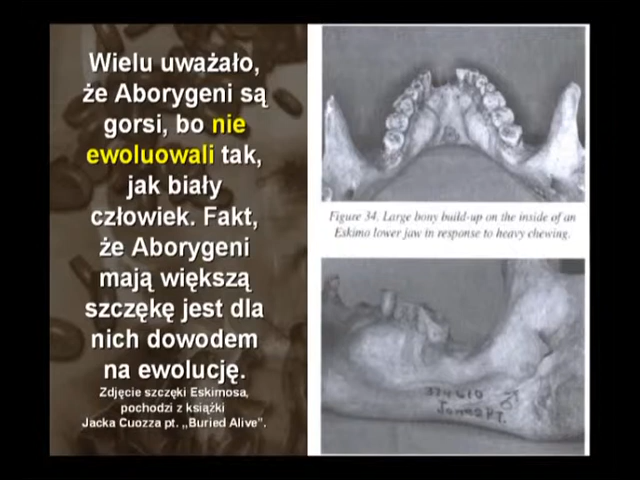 Wielu uważało,
że Aborygeni są
gorsi, bo nie
ewoluowali tak,
jak biały
człowiek. Fakt,
że Aborygeni
mają większą
szczękę jest dla
nich dowodem
na ewolucję.
Zdjęcie szczęki Eskimosa,
pochodzi z książki
Jacka Cuozza pt. „Buried Alive”.
Figure 34. Large bony build-up on the inside of an
Eskimo lower jaw in response to heavy chewing.